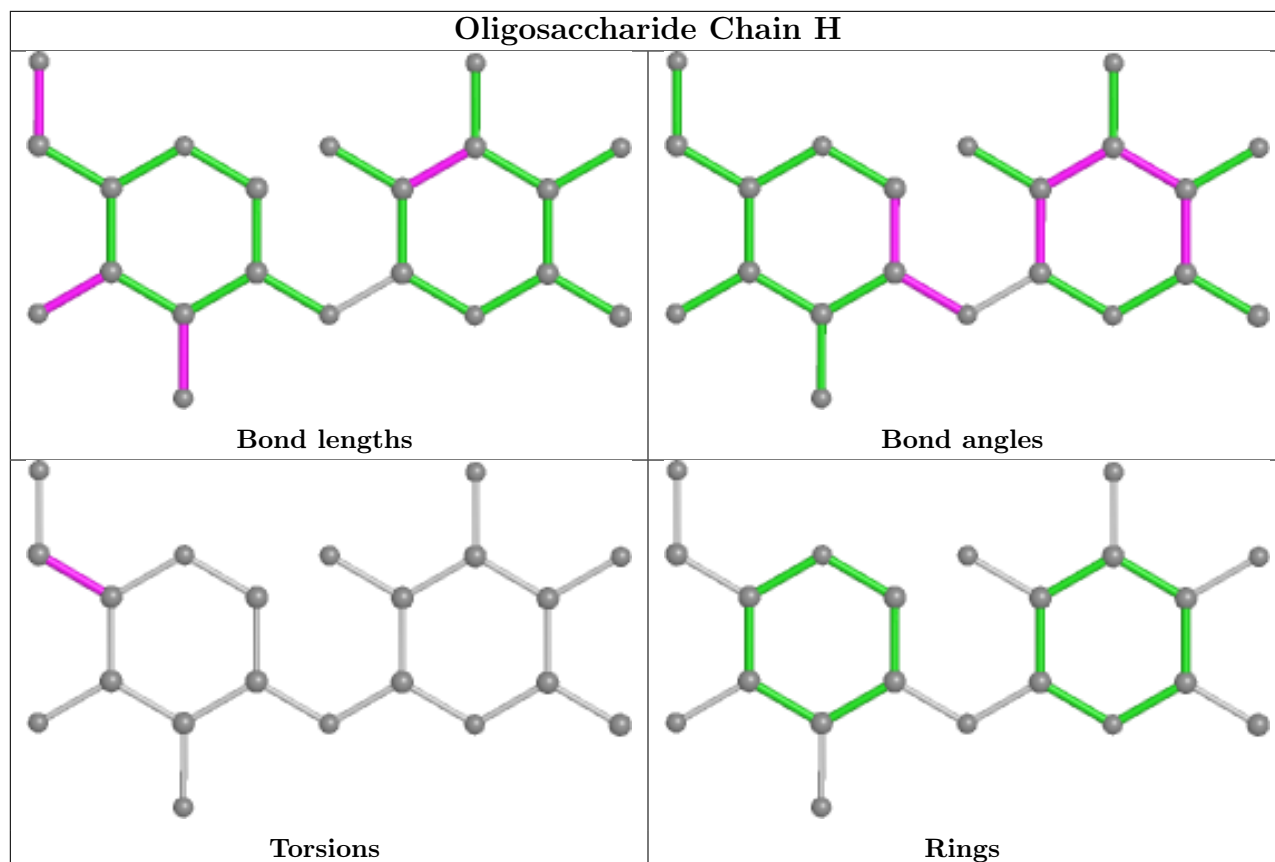 Oligosaccharide Chain H
Bond lengths
Bond angles
Torsions
Rings